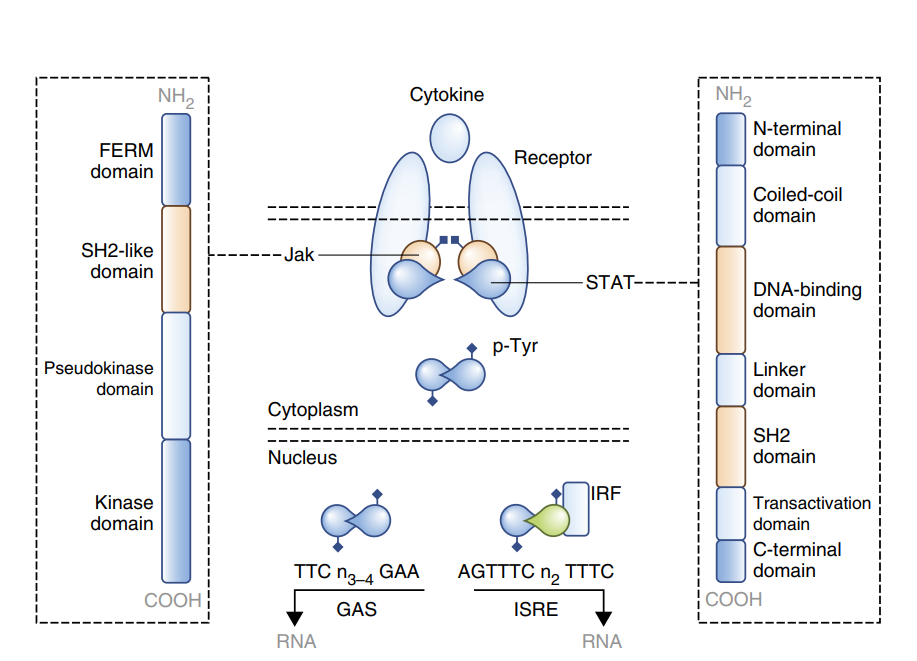 NH2
FERM
domain
SH2-like
domain
Pseudokinase
domain
Kinase
domain
COOH
Cytokine
Receptor
Jak
STAT
p-Tyr
Cytoplasm
Nucleus
IRF
TTC n3–4 GAA
AGTTTC n2 TTTC
GAS
ISRE
RNA
RNA
NH2
N-terminal
domain
Coiled-coil
domain
DNA-binding
domain
Linker
domain
SH2
domain
Transactivation
domain
C-terminal
domain
COOH